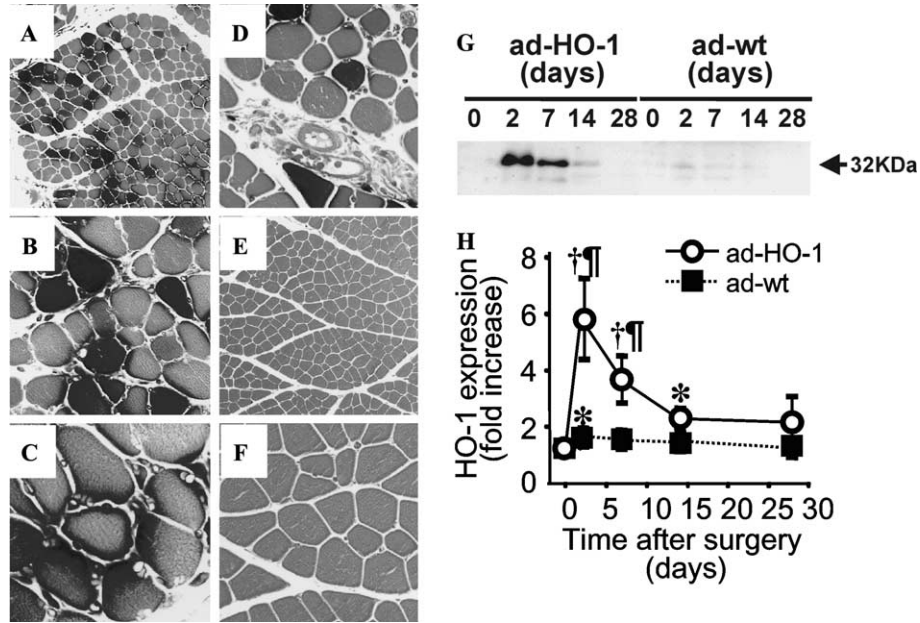 A
D
B
E
C
F
G
ad-HO-1 (days)
ad-wt (days)
0 2 7 14 28 0 2 7 14 28
32KDa
H
HO-1 expression
(fold increase)
8
6
4
2
0
†¶
†¶
*
*
ad-HO-1
ad-wt
0 5 10 15 20 25 30
Time after surgery
(days)